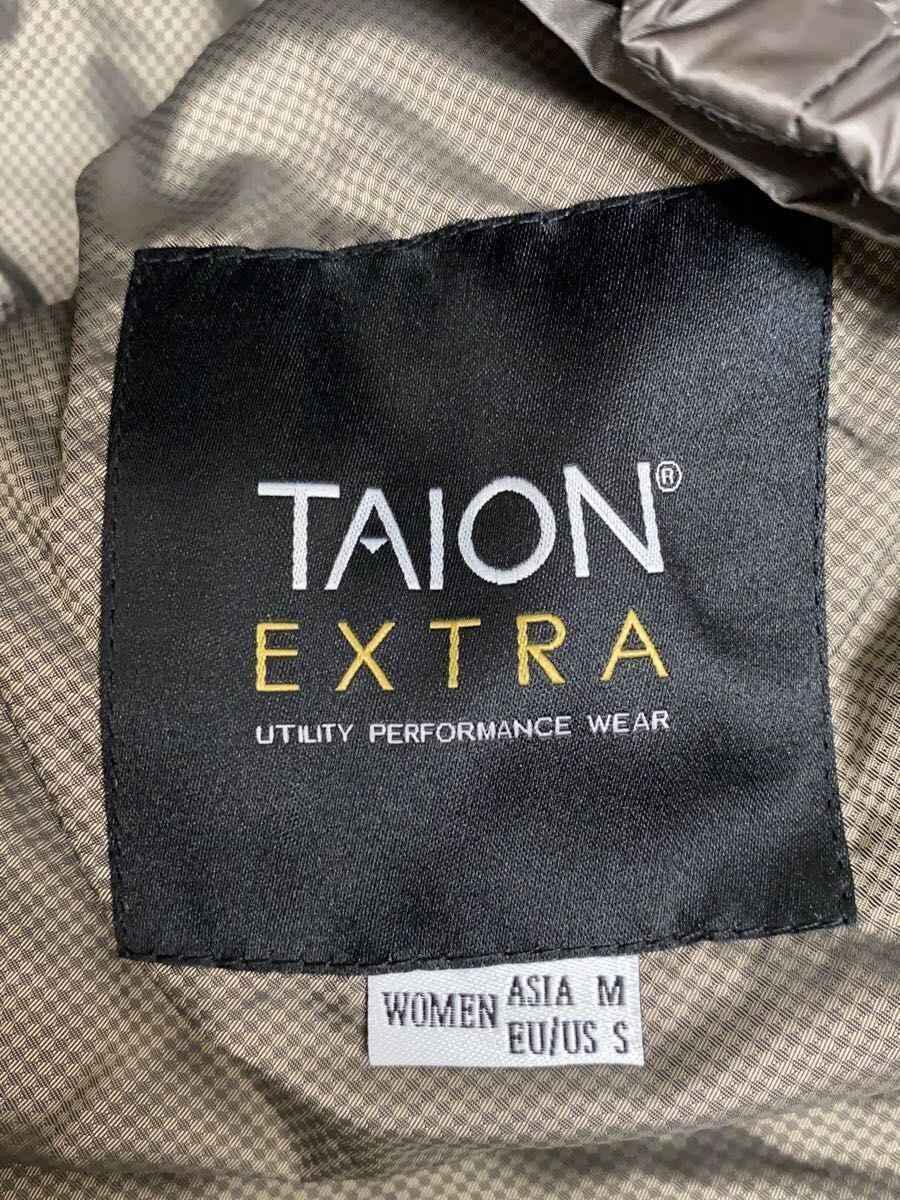 TAION®
EXTRA
UTILITY PERFORMANCE WEAR
WOMEN ASIA M
EU/US S